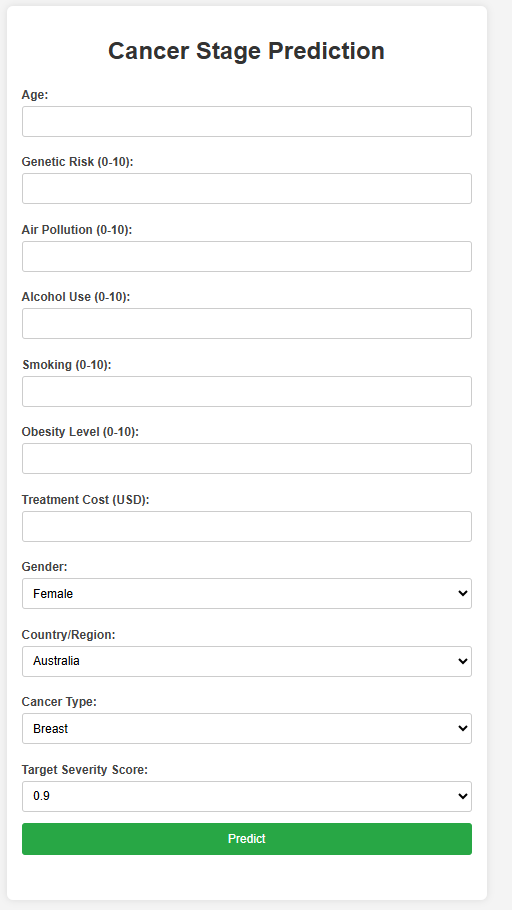 Cancer Stage Prediction
Age:
Genetic Risk (0-10):
Air Pollution (0-10):
Alcohol Use (0-10):
Smoking (0-10):
Obesity Level (0-10):
Treatment Cost (USD):
Gender:
Female
Country/Region:
Australia
Cancer Type:
Breast
Target Severity Score:
0.9
Predict